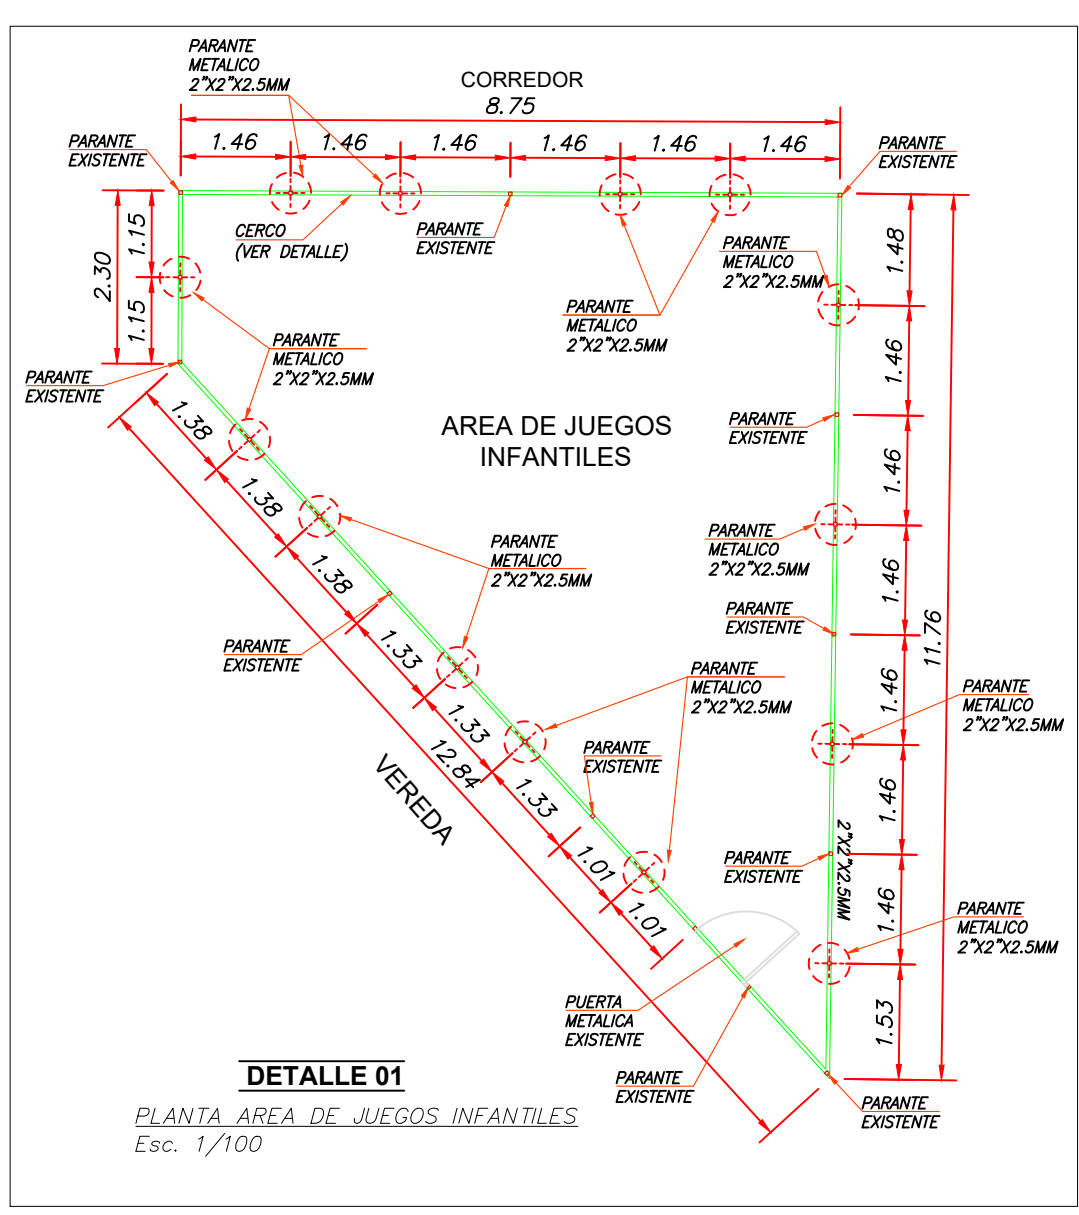 PARANTE
METALICO
2"X2"X2.5MM
CORREDOR
8.75
PARANTE
EXISTENTE
1.46
1.46
1.46
1.46
1.46
1.46
PARANTE
EXISTENTE
CERCO
(VER DETALLE)
PARANTE
EXISTENTE
PARANTE
METALICO
2"X2"X2.5MM
1.48
1.15
2.30
1.15
PARANTE
METALICO
2"X2"X2.5MM
PARANTE
METALICO
2"X2"X2.5MM
1.46
PARANTE
EXISTENTE
1.38
AREA DE JUEGOS
INFANTILES
PARANTE
EXISTENTE
1.46
1.38
PARANTE
METALICO
2"X2"X2.5MM
PARANTE
METALICO
2"X2"X2.5MM
1.46
1.38
PARANTE
EXISTENTE
11.76
PARANTE
EXISTENTE
1.33
PARANTE
METALICO
2"X2"X2.5MM
1.46
PARANTE
METALICO
2"X2"X2.5MM
1.33
12.84
VEREDA
PARANTE
EXISTENTE
1.33
1.46
2"X2"X2.5MM
PARANTE
EXISTENTE
1.01
1.46
1.01
PARANTE
METALICO
2"X2"X2.5MM
PUERTA
METALICA
EXISTENTE
1.53
PARANTE
EXISTENTE
PARANTE
EXISTENTE
DETALLE 01
PLANTA AREA DE JUEGOS INFANTILES
Esc. 1/100